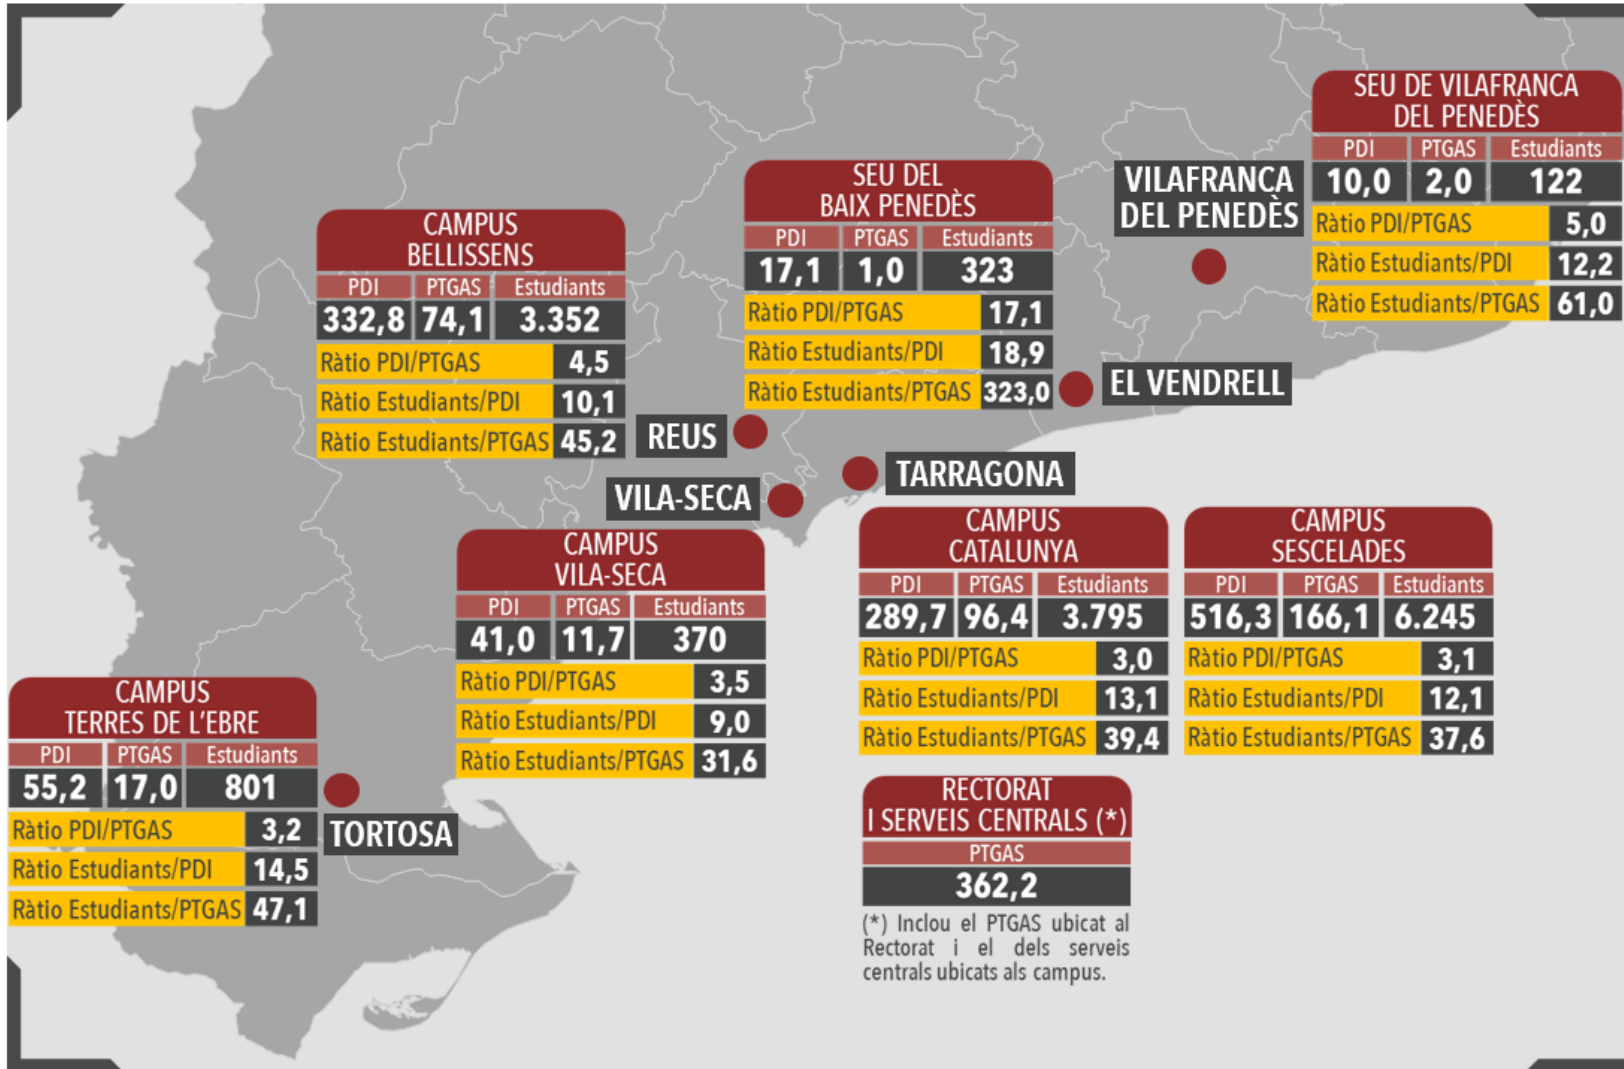 SEU DE VILAFRANCA
DEL PENEDÈS
PDI PTGAS Estudiants
10,0 2,0 122
Ràtio PDI/PTGAS 5,0
Ràtio Estudiants/PDI 12,2
Ràtio Estudiants/PTGAS 61,0
VILAFRANCA
DEL PENEDÈS
SEU DEL
BAIX PENEDÈS
PDI PTGAS Estudiants
17,1 1,0 323
Ràtio PDI/PTGAS 17,1
Ràtio Estudiants/PDI 18,9
Ràtio Estudiants/PTGAS 323,0
EL VENDRELL
CAMPUS
BELLISSENS
PDI PTGAS Estudiants
332,8 74,1 3.352
Ràtio PDI/PTGAS 4,5
Ràtio Estudiants/PDI 10,1
Ràtio Estudiants/PTGAS 45,2
REUS
TARRAGONA
VILA-SECA
CAMPUS
VILA-SECA
PDI PTGAS Estudiants
41,0 11,7 370
Ràtio PDI/PTGAS 3,5
Ràtio Estudiants/PDI 9,0
Ràtio Estudiants/PTGAS 31,6
CAMPUS
CATALUNYA
PDI PTGAS Estudiants
289,7 96,4 3.795
Ràtio PDI/PTGAS 3,0
Ràtio Estudiants/PDI 13,1
Ràtio Estudiants/PTGAS 39,4
CAMPUS
SESCELADES
PDI PTGAS Estudiants
516,3 166,1 6.245
Ràtio PDI/PTGAS 3,1
Ràtio Estudiants/PDI 12,1
Ràtio Estudiants/PTGAS 37,6
CAMPUS
TERRES DE L'EBRE
PDI PTGAS Estudiants
55,2 17,0 801
Ràtio PDI/PTGAS 3,2
Ràtio Estudiants/PDI 14,5
Ràtio Estudiants/PTGAS 47,1
TORTOSA
RECTORAT
I SERVEIS CENTRALS (*)
PTGAS
362,2
(*) Inclou el PTGAS ubicat al
Rectorat i el dels serveis
centrals ubicats als campus.